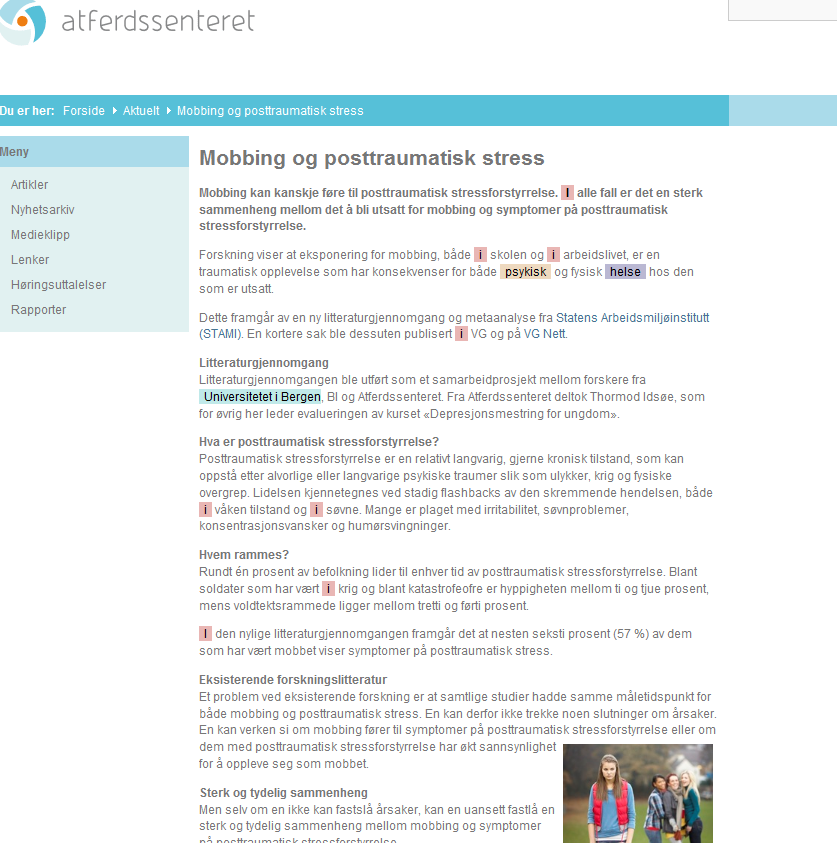 atferdssenteret
Du er her: Forside Aktuelt Mobbing og posttraumatisk stress
Meny
Artikler
Nyhetsarkiv
Medieklipp
Lenker
Høringsuttalelser
Rapporter
Mobbing og posttraumatisk stress
Mobbing kan kanskje føre til posttraumatisk stressforstyrrelse. I alle fall er det en sterk
sammenheng mellom det å bli utsatt for mobbing og symptomer på posttraumatisk
stressforstyrrelse.
Forskning viser at eksponering for mobbing, både i skolen og i arbeidslivet, er en
traumatisk opplevelse som har konsekvenser for både psykisk og fysisk helse hos den
som er utsatt.
Dette framgår av en ny litteraturgjennomgang og metaanalyse fra Statens Arbeidsmiljøinstitutt
(STAMI). En kortere sak ble dessuten publisert i VG og på VG Nett.
Litteraturgjennomgang
Litteraturgjennomgangen ble utført som et samarbeidprosjekt mellom forskere fra
Universitetet i Bergen, BI og Atferdssenteret. Fra Atferdssenteret deltok Thormod Idsøe, som
for øvrig her leder evalueringen av kurset «Depresjonsmestring for ungdom».
Hva er posttraumatisk stressforstyrrelse?
Posttraumatisk stressforstyrrelse er en relativt langvarig, gjerne kronisk tilstand, som kan
oppstå etter alvorlige eller langvarige psykiske traumer slik som ulykker, krig og fysiske
overgrep. Lidelsen kjennetegnes ved stadig flashbacks av den skremmende hendelsen, både
i våken tilstand og i søvne. Mange er plaget med irritabilitet, søvnproblemer,
konsentrasjonsvansker og humørsvingninger.
Hvem rammes?
Rundt én prosent av befolkning lider til enhver tid av posttraumatisk stressforstyrrelse. Blant
soldater som har vært i krig og blant katastrofeofre er hyppigheten mellom ti og tjue prosent,
mens voldtektsrammede ligger mellom tretti og førti prosent.
I den nylige litteraturgjennomgangen framgår det at nesten seksti prosent (57 %) av dem
som har vært mobbet viser symptomer på posttraumatisk stress.
Eksisterende forskningslitteratur
Et problem ved eksisterende forskning er at samtlige studier hadde samme måletidspunkt for
både mobbing og posttraumatisk stress. En kan derfor ikke trekke noen slutninger om årsaker.
En kan verken si om mobbing fører til symptomer på posttraumatisk stressforstyrrelse eller om
dem med posttraumatisk stressforstyrrelse har økt sannsynlighet
for å oppleve seg som mobbet.
Sterk og tydelig sammenheng
Men selv om en ikke kan fastslå årsaker, kan en uansett fastlå en
sterk og tydelig sammenheng mellom mobbing og symptomer
på posttraumatisk stressforstyrrelse.